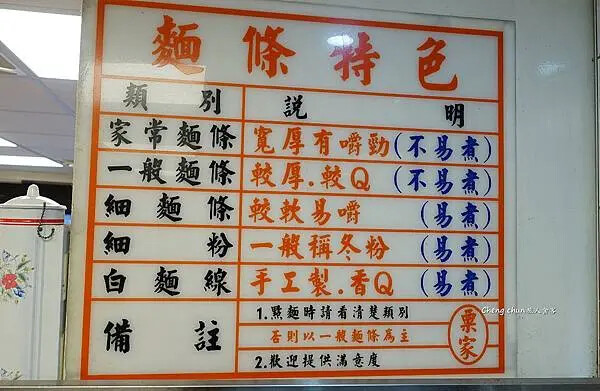 麵條特色
類別 說明
家常麵條 寬厚有嚼勁(不易煮)
一般麵條 較厚.較Q(不易煮)
細麵條 較軟易嚼(易煮)
細粉 一般稱冬粉(易煮)
白麵線 手工製.香Q(易煮)
備註
1.點麵時請看清楚類別
否則以一般麵條為主
2.歡迎提供滿意度
粟家